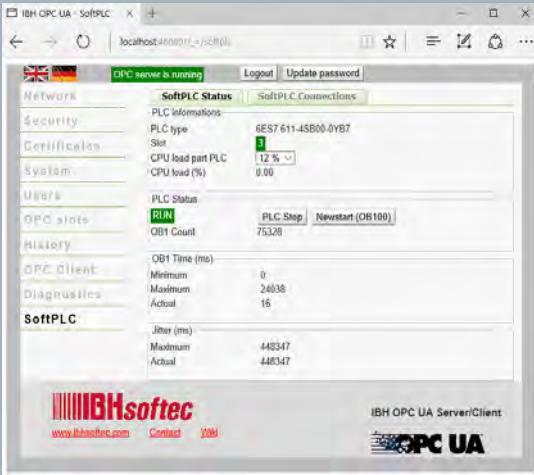 IBH OPC UA - SoftPLC
OPC server is running Logout Update password
Network SoftPLC Status SoftPLC Connections
Security PLC informations
PLC type 6ES7 611-4SB00-0YB7
Certificates Slot 3
CPU load part PLC 12 %
System CPU load (%) 0.00
Users PLC Status
OPC slots RUN PLC Stop Newstart (OB100)
OB1 Count 75328
History
OB1 Time (ms)
OPC Client Minimum 0
Diagnostics Maximum 24038
Actual 16
SoftPLC
Jitter (ms)
Maximum 448347
Actual 448347
IBHsoftec
IBH OPC UA Server/Client
www.ibhsoftec.com Contact Wiki
OPC UA